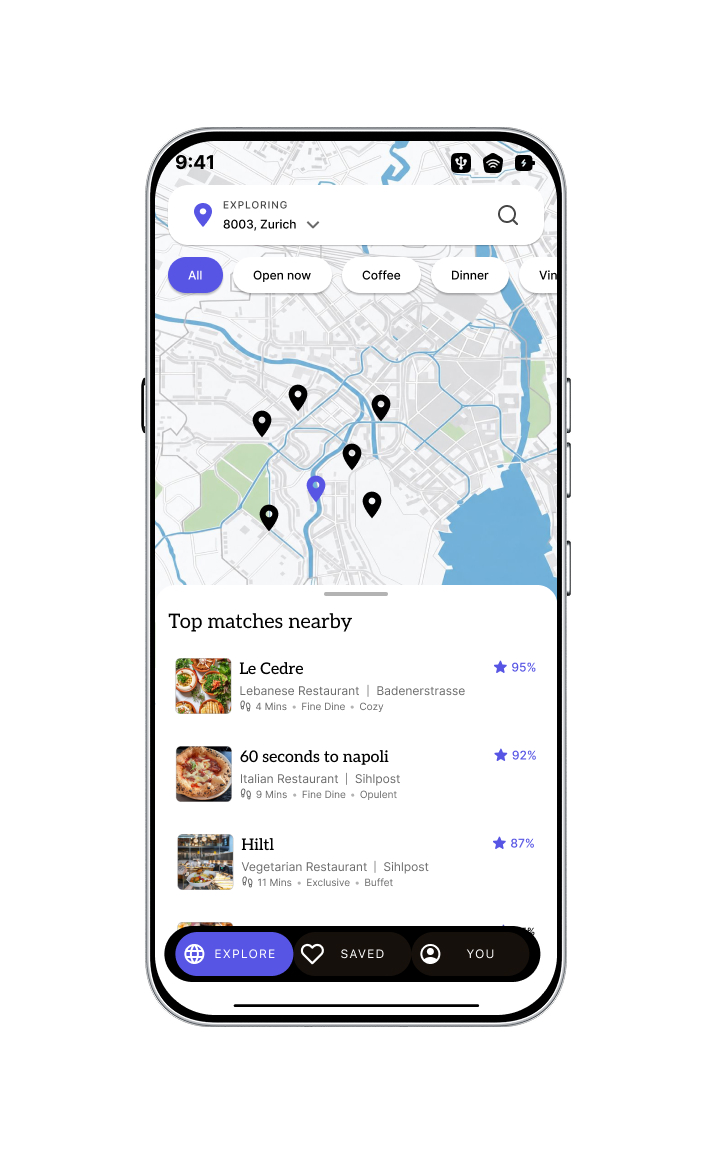 9:41
EXPLORING
8003, Zurich
All
Open now
Coffee
Dinner
Vin
Top matches nearby
Le Cedre
95%
Lebanese Restaurant | Badenerstrasse
4 Mins • Fine Dine • Cozy
60 seconds to napoli
92%
Italian Restaurant | Sihlpost
9 Mins • Fine Dine • Opulent
Hiltl
87%
Vegetarian Restaurant | Sihlpost
11 Mins • Exclusive • Buffet
EXPLORE
SAVED
YOU